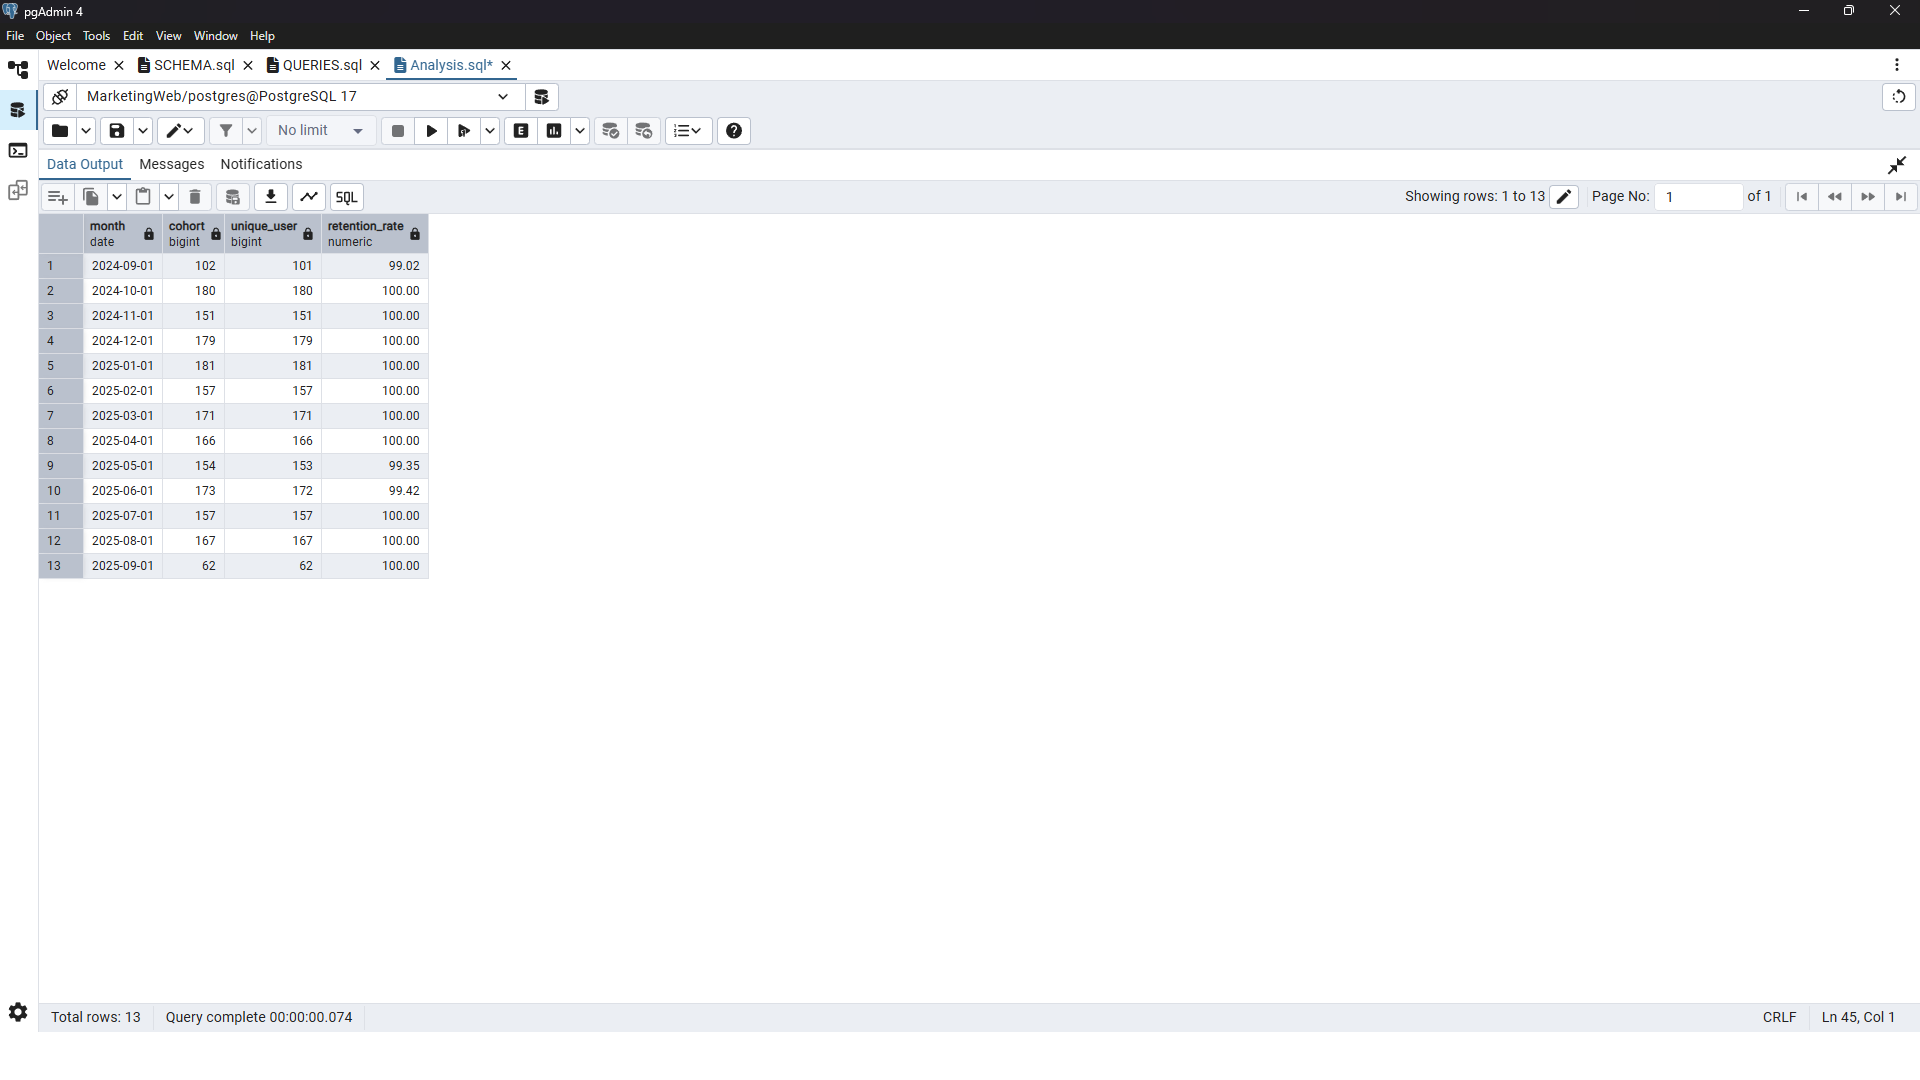 pgAdmin 4
File Object Tools Edit View Window Help
Welcome SCHEMA.sql QUERIES.sql Analysis.sql*
MarketingWeb/postgres@PostgreSQL 17
No limit E
Data Output Messages Notifications
SQL Showing rows: 1 to 13 Page No: 1 of 1
month cohort unique_user retention_rate
date bigint bigint numeric
1 2024-09-01 102 101 99.02
2 2024-10-01 180 180 100.00
3 2024-11-01 151 151 100.00
4 2024-12-01 179 179 100.00
5 2025-01-01 181 181 100.00
6 2025-02-01 157 157 100.00
7 2025-03-01 171 171 100.00
8 2025-04-01 166 166 100.00
9 2025-05-01 154 153 99.35
10 2025-06-01 173 172 99.42
11 2025-07-01 157 157 100.00
12 2025-08-01 167 167 100.00
13 2025-09-01 62 62 100.00
Total rows: 13 Query complete 00:00:00.074 CRLF Ln 45, Col 1